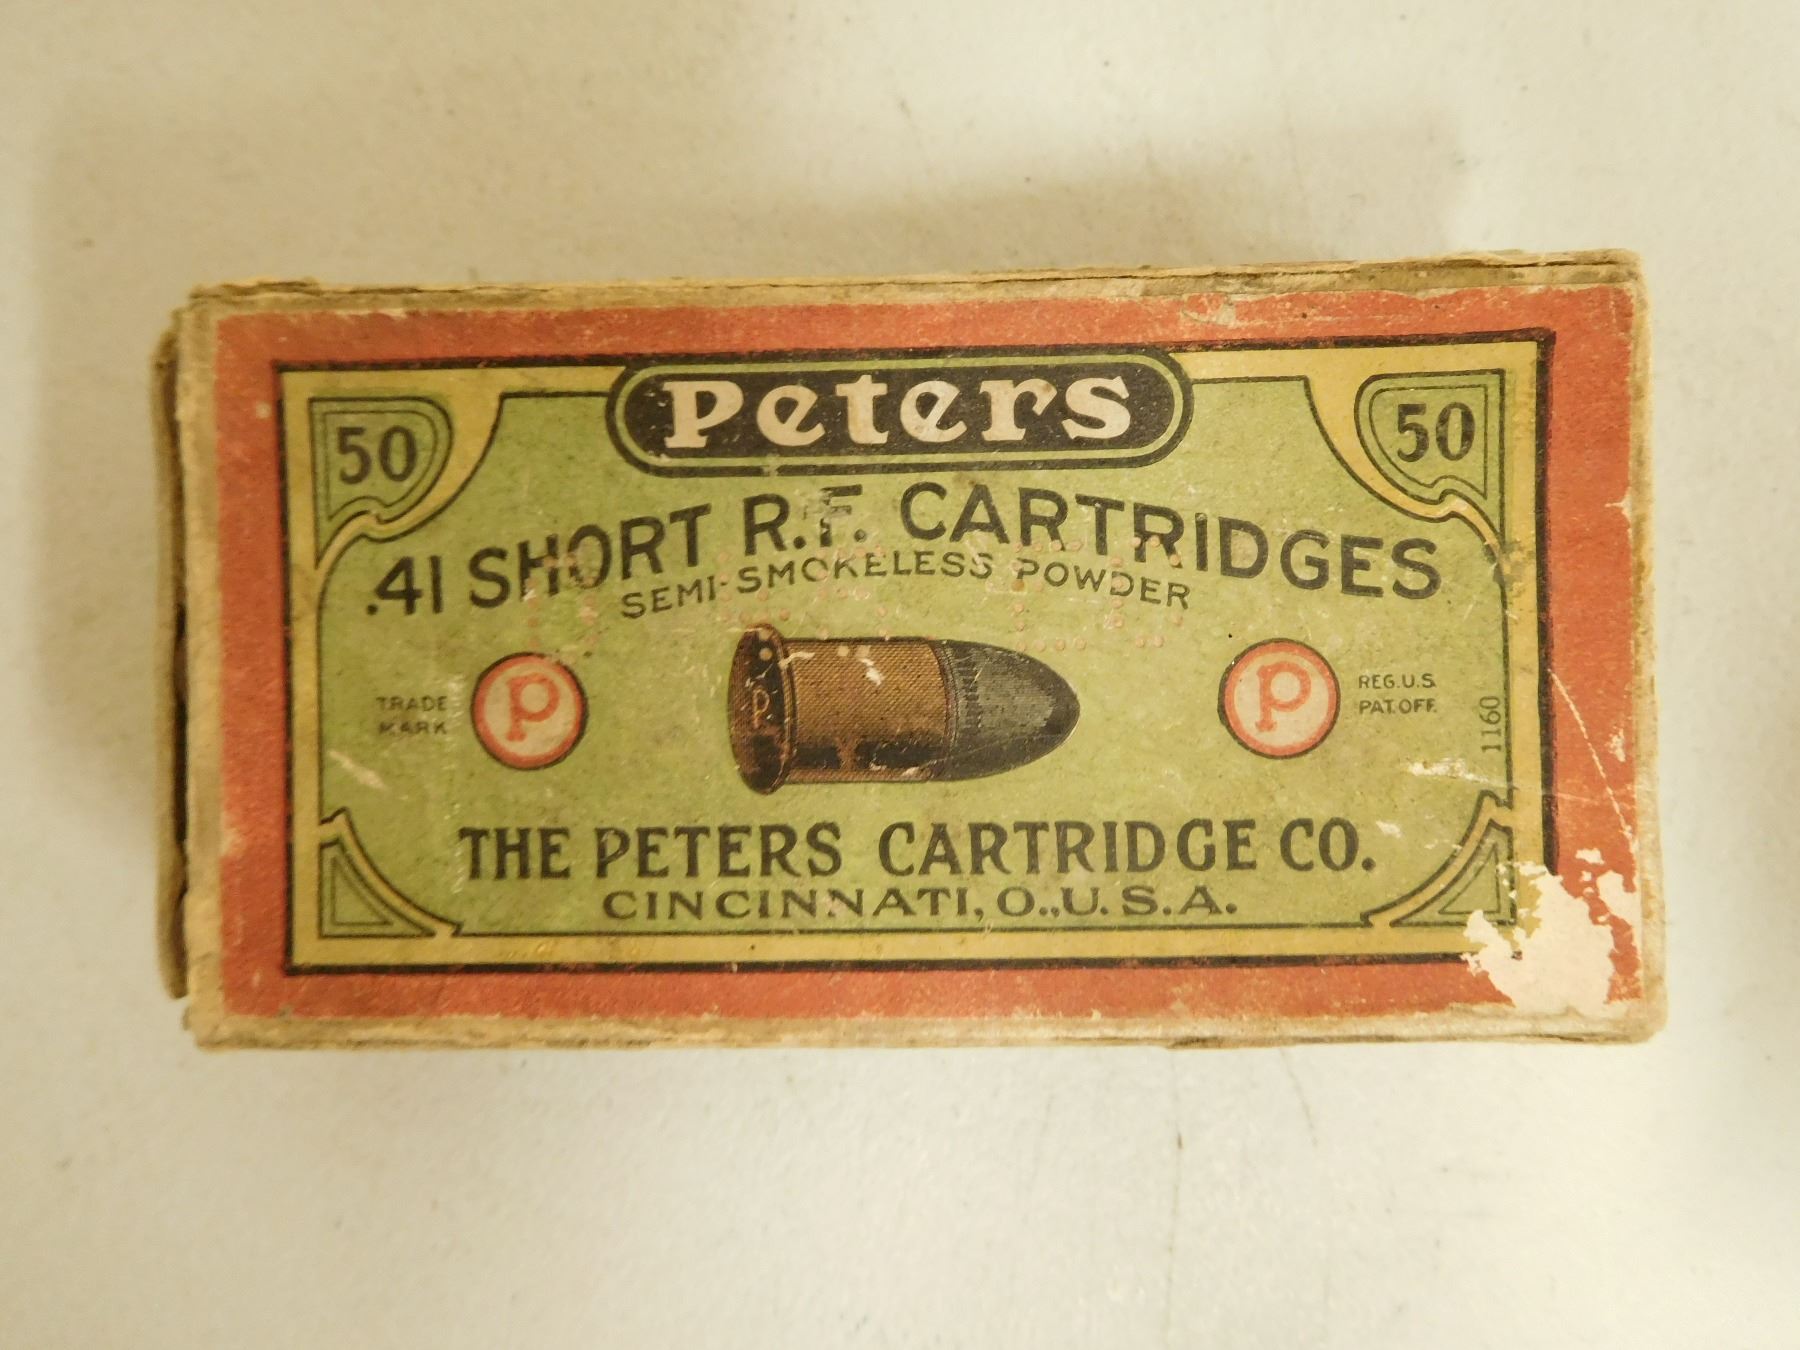 Peters
50
50
.41 SHORT R.F. CARTRIDGES
SEMI-SMOKELESS POWDER
P
TRADE MARK
P
P
REG. U.S. PAT. OFF.
1160
THE PETERS CARTRIDGE CO.
CINCINNATI, O., U.S.A.